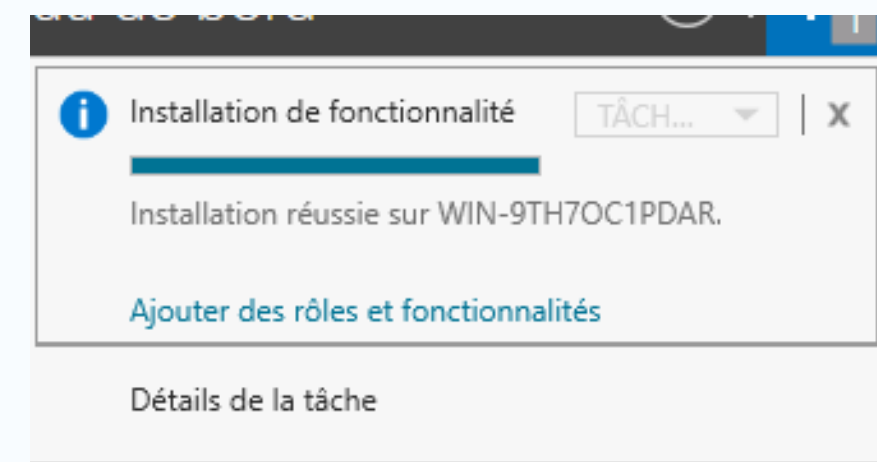 Installation de fonctionnalité
TÂCH...
X
Installation réussie sur WIN-9TH7OC1PDAR.
Ajouter des rôles et fonctionnalités
Détails de la tâche